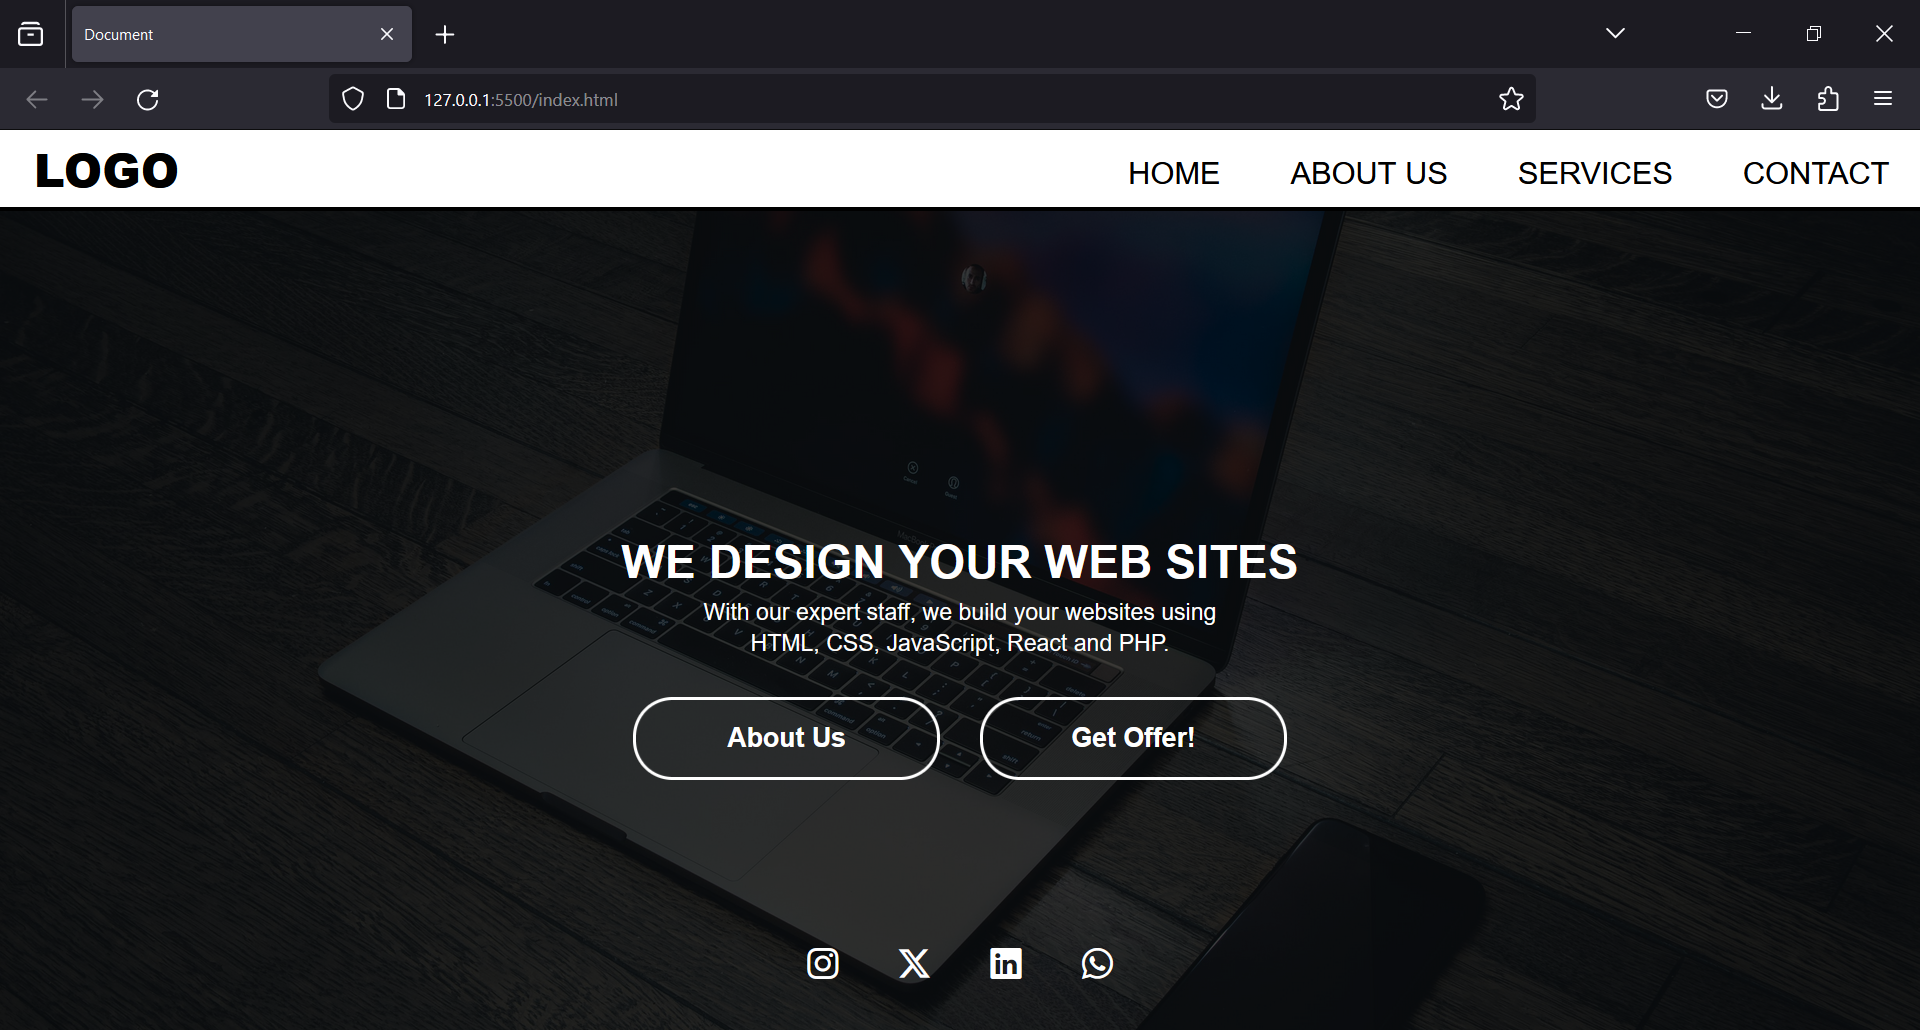 Document
127.0.0.1:5500/index.html
LOGO
HOME
ABOUT US
SERVICES
CONTACT
WE DESIGN YOUR WEB SITES
With our expert staff, we build your websites using
HTML, CSS, JavaScript, React and PHP.
About Us
Get Offer!